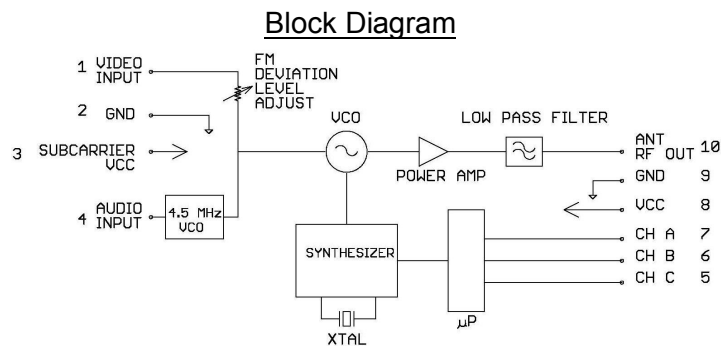 Block Diagram
1 VIDEO INPUT
FM DEVIATION LEVEL ADJUST
2 GND
3 SUBCARRIER VCC
4 AUDIO INPUT
4.5 MHz VCO
VCO
POWER AMP
LOW PASS FILTER
ANT RF OUT 10
GND 9
VCC 8
CH A 7
CH B 6
CH C 5
SYNTHESIZER
XTAL
µP